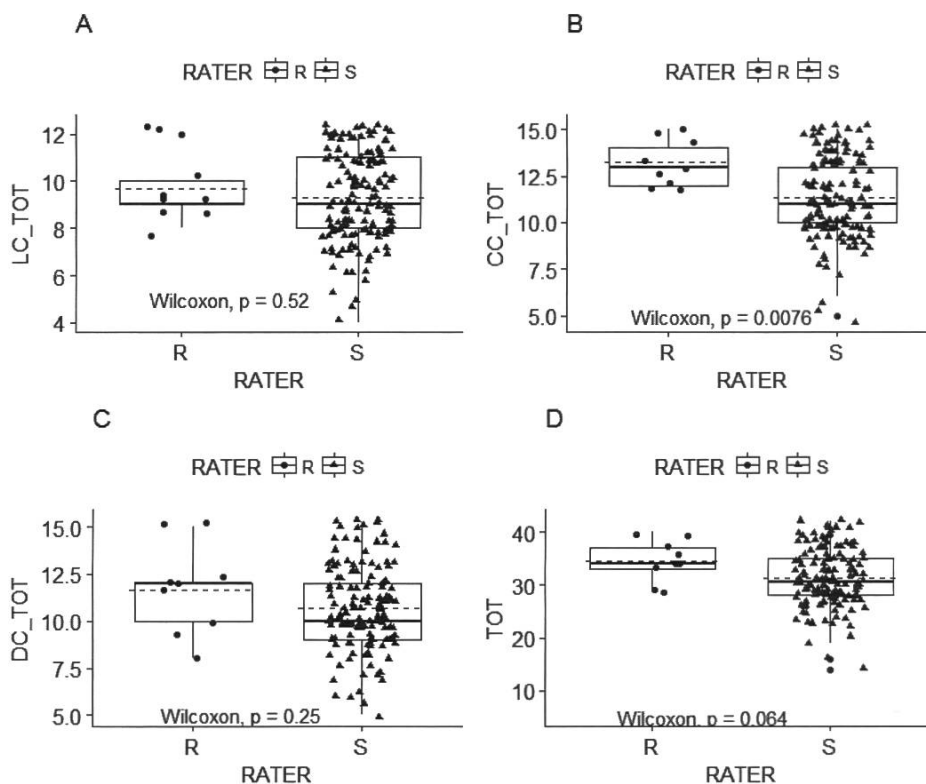 A
RATER R S
LC_TOT
12
10
8
6
4
Wilcoxon, p = 0.52
R S
RATER
B
RATER R S
CC_TOT
15.0
12.5
10.0
7.5
5.0
Wilcoxon, p = 0.0076
R S
RATER
C
RATER R S
DC_TOT
15.0
12.5
10.0
7.5
5.0
Wilcoxon, p = 0.25
R S
RATER
D
RATER R S
TOT
40
30
20
10
Wilcoxon, p = 0.064
R S
RATER